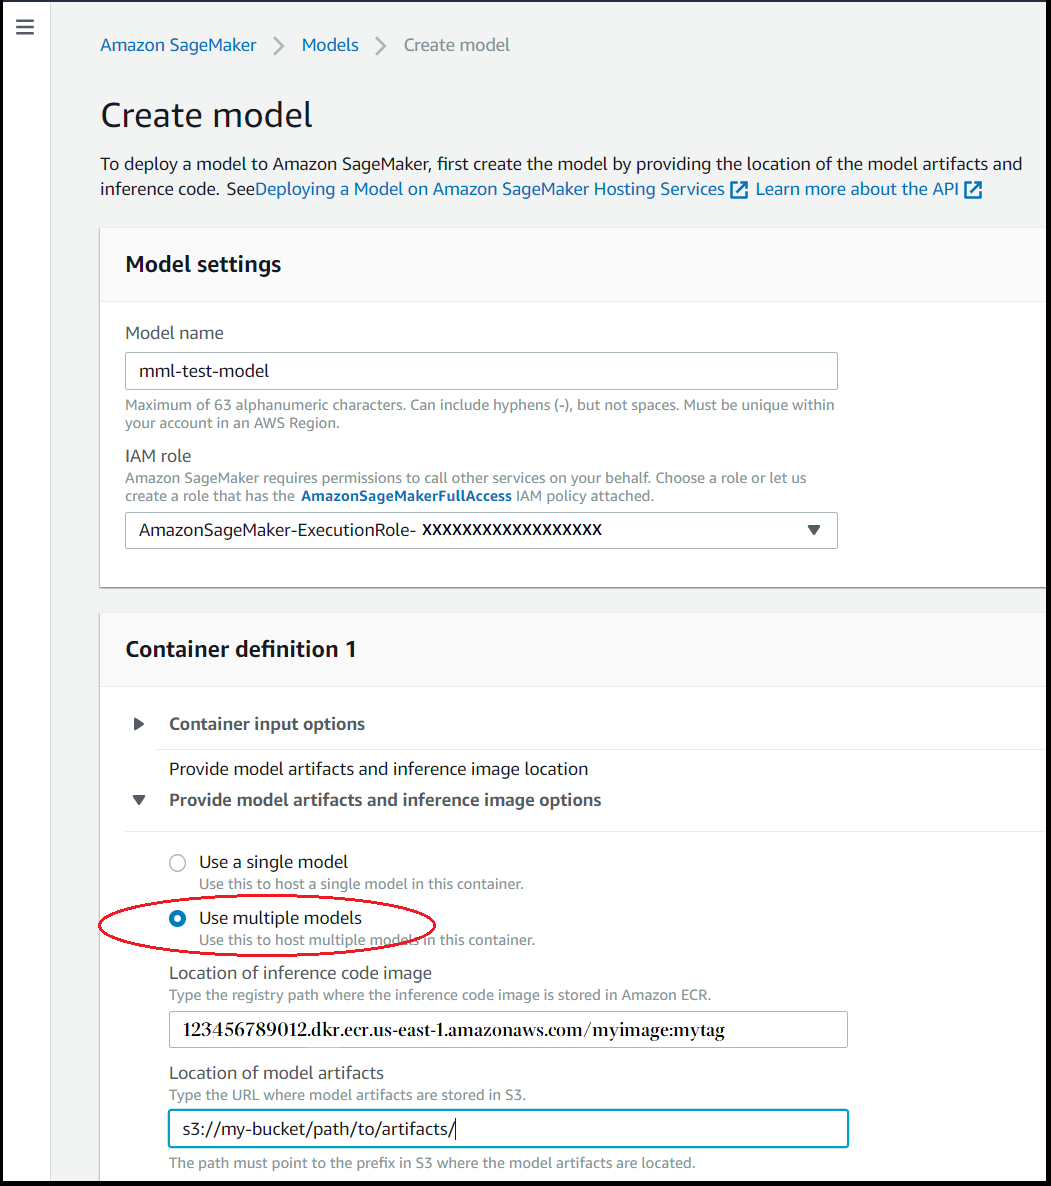 Amazon SageMaker > Models > Create model
Create model
To deploy a model to Amazon SageMaker, first create the model by providing the location of the model artifacts and
inference code. SeeDeploying a Model on Amazon SageMaker Hosting Services Learn more about the API
Model settings
Model name
mml-test-model
Maximum of 63 alphanumeric characters. Can include hyphens (-), but not spaces. Must be unique within
your account in an AWS Region.
IAM role
Amazon SageMaker requires permissions to call other services on your behalf. Choose a role or let us
create a role that has the AmazonSageMakerFullAccess IAM policy attached.
AmazonSageMaker-ExecutionRole- XXXXXXXXXXXXXXXXXX
Container definition 1
Container input options
Provide model artifacts and inference image location
Provide model artifacts and inference image options
Use a single model
Use this to host a single model in this container.
Use multiple models
Use this to host multiple models in this container.
Location of inference code image
Type the registry path where the inference code image is stored in Amazon ECR.
123456789012.dkr.ecr.us-east-1.amazonaws.com/myimage:mytag
Location of model artifacts
Type the URL where model artifacts are stored in S3.
s3://my-bucket/path/to/artifacts/
The path must point to the prefix in S3 where the model artifacts are located.